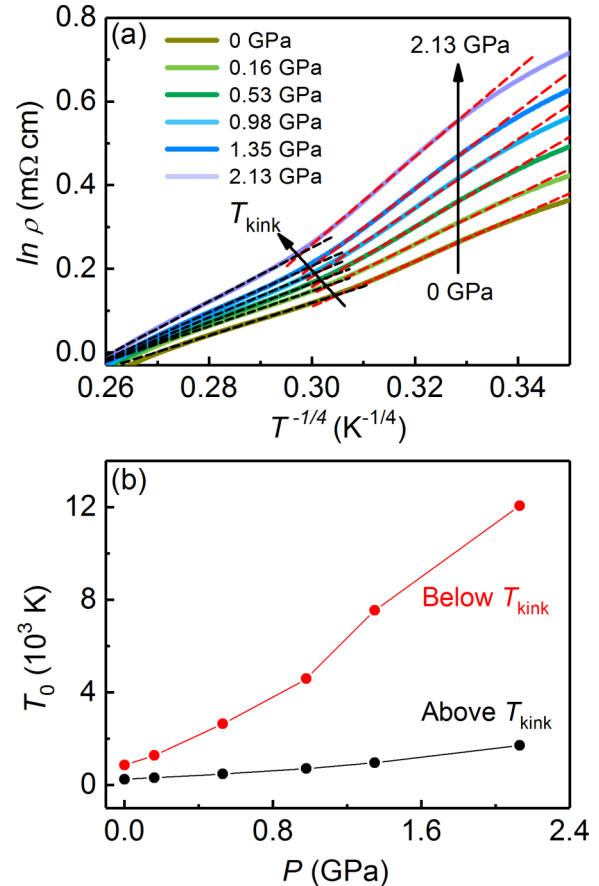 (a)
0 GPa
0.16 GPa
0.53 GPa
0.98 GPa
1.35 GPa
2.13 GPa
2.13 GPa
T_kink
0 GPa
ln ρ (mΩ cm)
0.8
0.6
0.4
0.2
0.0
0.26 0.28 0.30 0.32 0.34
T^-1/4 (K^-1/4)
(b)
12
8
4
0
T_0 (10^3 K)
Below T_kink
Above T_kink
0.0 0.8 1.6 2.4
P (GPa)